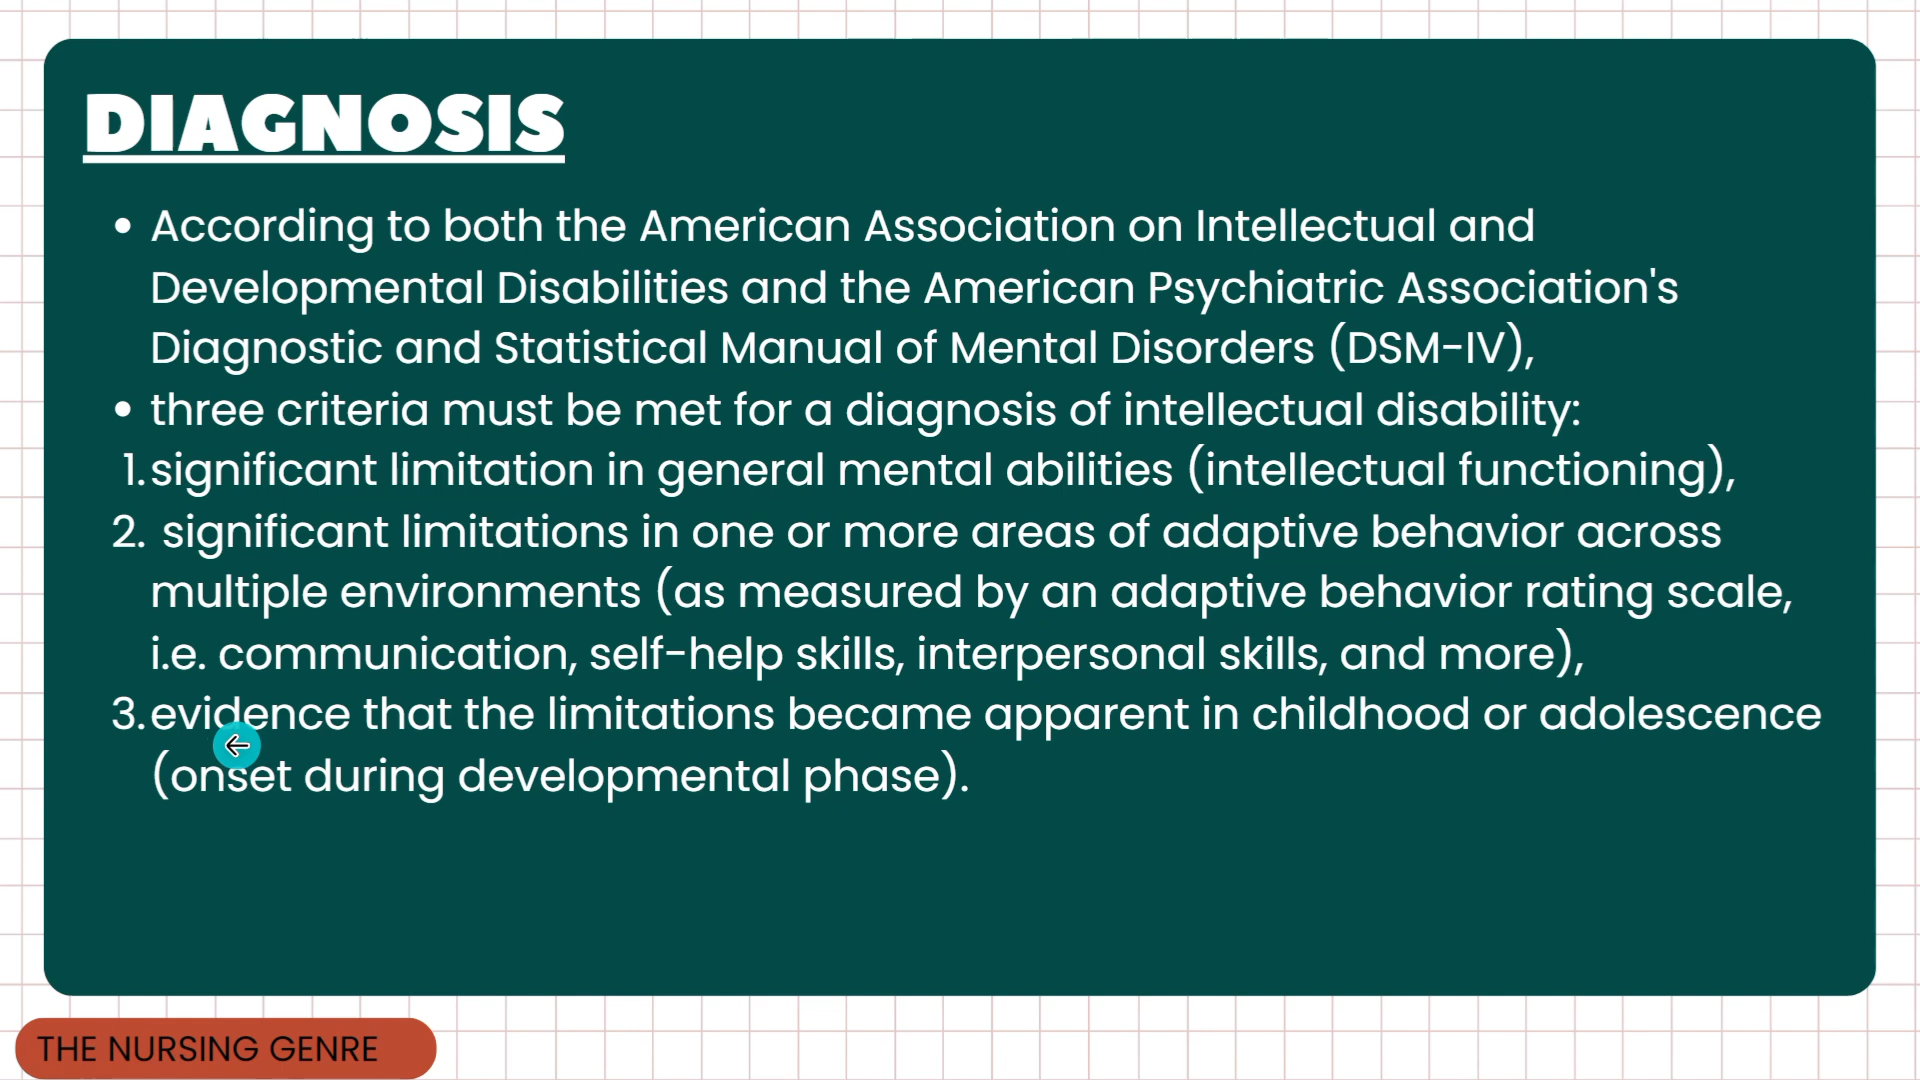 DIAGNOSIS
• According to both the American Association on Intellectual and
Developmental Disabilities and the American Psychiatric Association's
Diagnostic and Statistical Manual of Mental Disorders (DSM-IV),
• three criteria must be met for a diagnosis of intellectual disability:
1. significant limitation in general mental abilities (intellectual functioning),
2. significant limitations in one or more areas of adaptive behavior across
multiple environments (as measured by an adaptive behavior rating scale,
i.e. communication, self-help skills, interpersonal skills, and more),
3. evidence that the limitations became apparent in childhood or adolescence
(onset during developmental phase).
THE NURSING GENRE